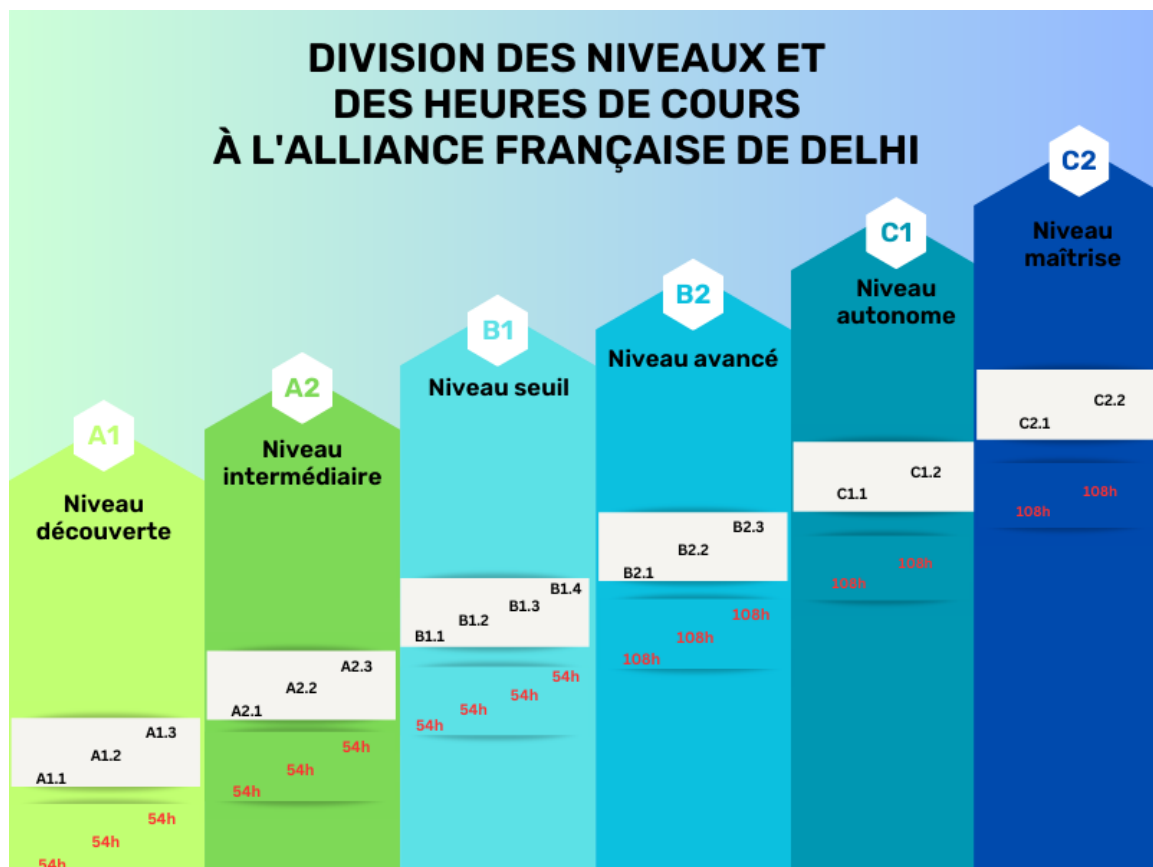 DIVISION DES NIVEAUX ET
DES HEURES DE COURS
À L'ALLIANCE FRANÇAISE DE DELHI
A1
Niveau
découverte
A1.1
A1.2
A1.3
54h
54h
54h
A2
Niveau
intermédiaire
A2.1
A2.2
A2.3
54h
54h
54h
B1
Niveau seuil
B1.1
B1.2
B1.3
B1.4
54h
54h
54h
54h
B2
Niveau avancé
B2.1
B2.2
B2.3
108h
108h
108h
C1
Niveau
autonome
C1.1
C1.2
108h
108h
C2
Niveau
maîtrise
C2.1
C2.2
108h
108h